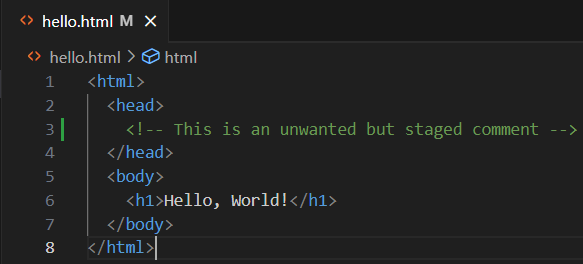 hello.html M
hello.html > html
1 <html>
2   <head>
3     <!-- This is an unwanted but staged comment -->
4   </head>
5   <body>
6     <h1>Hello, World!</h1>
7   </body>
8 </html>